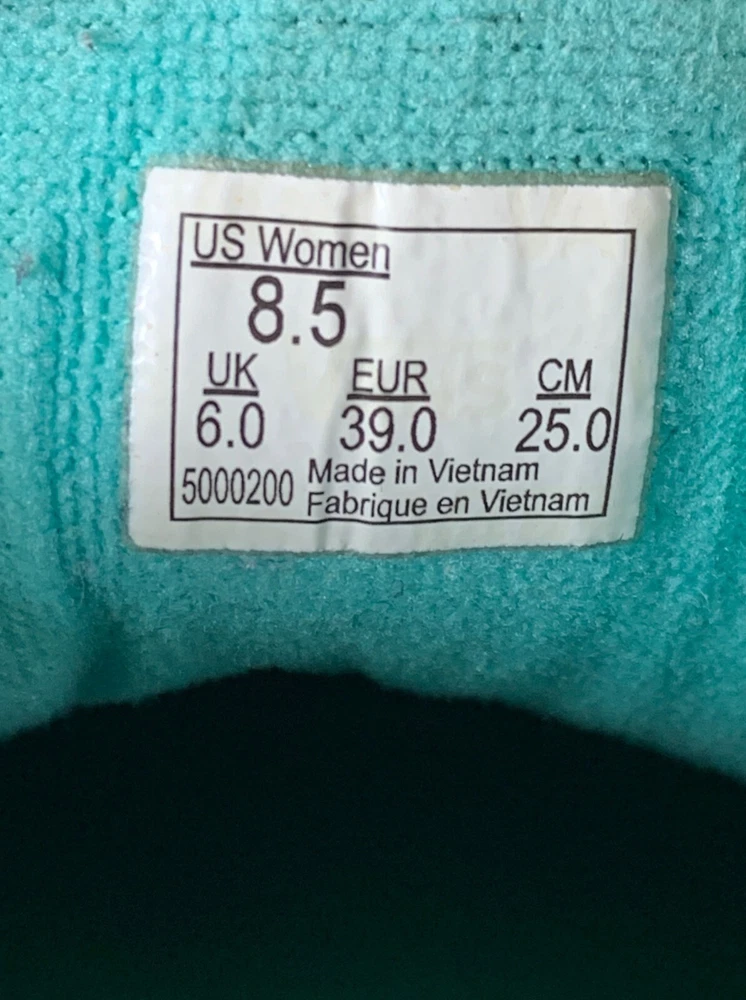 US Women
8.5
UK EUR CM
6.0 39.0 25.0
5000200 Made in Vietnam
Fabrique en Vietnam